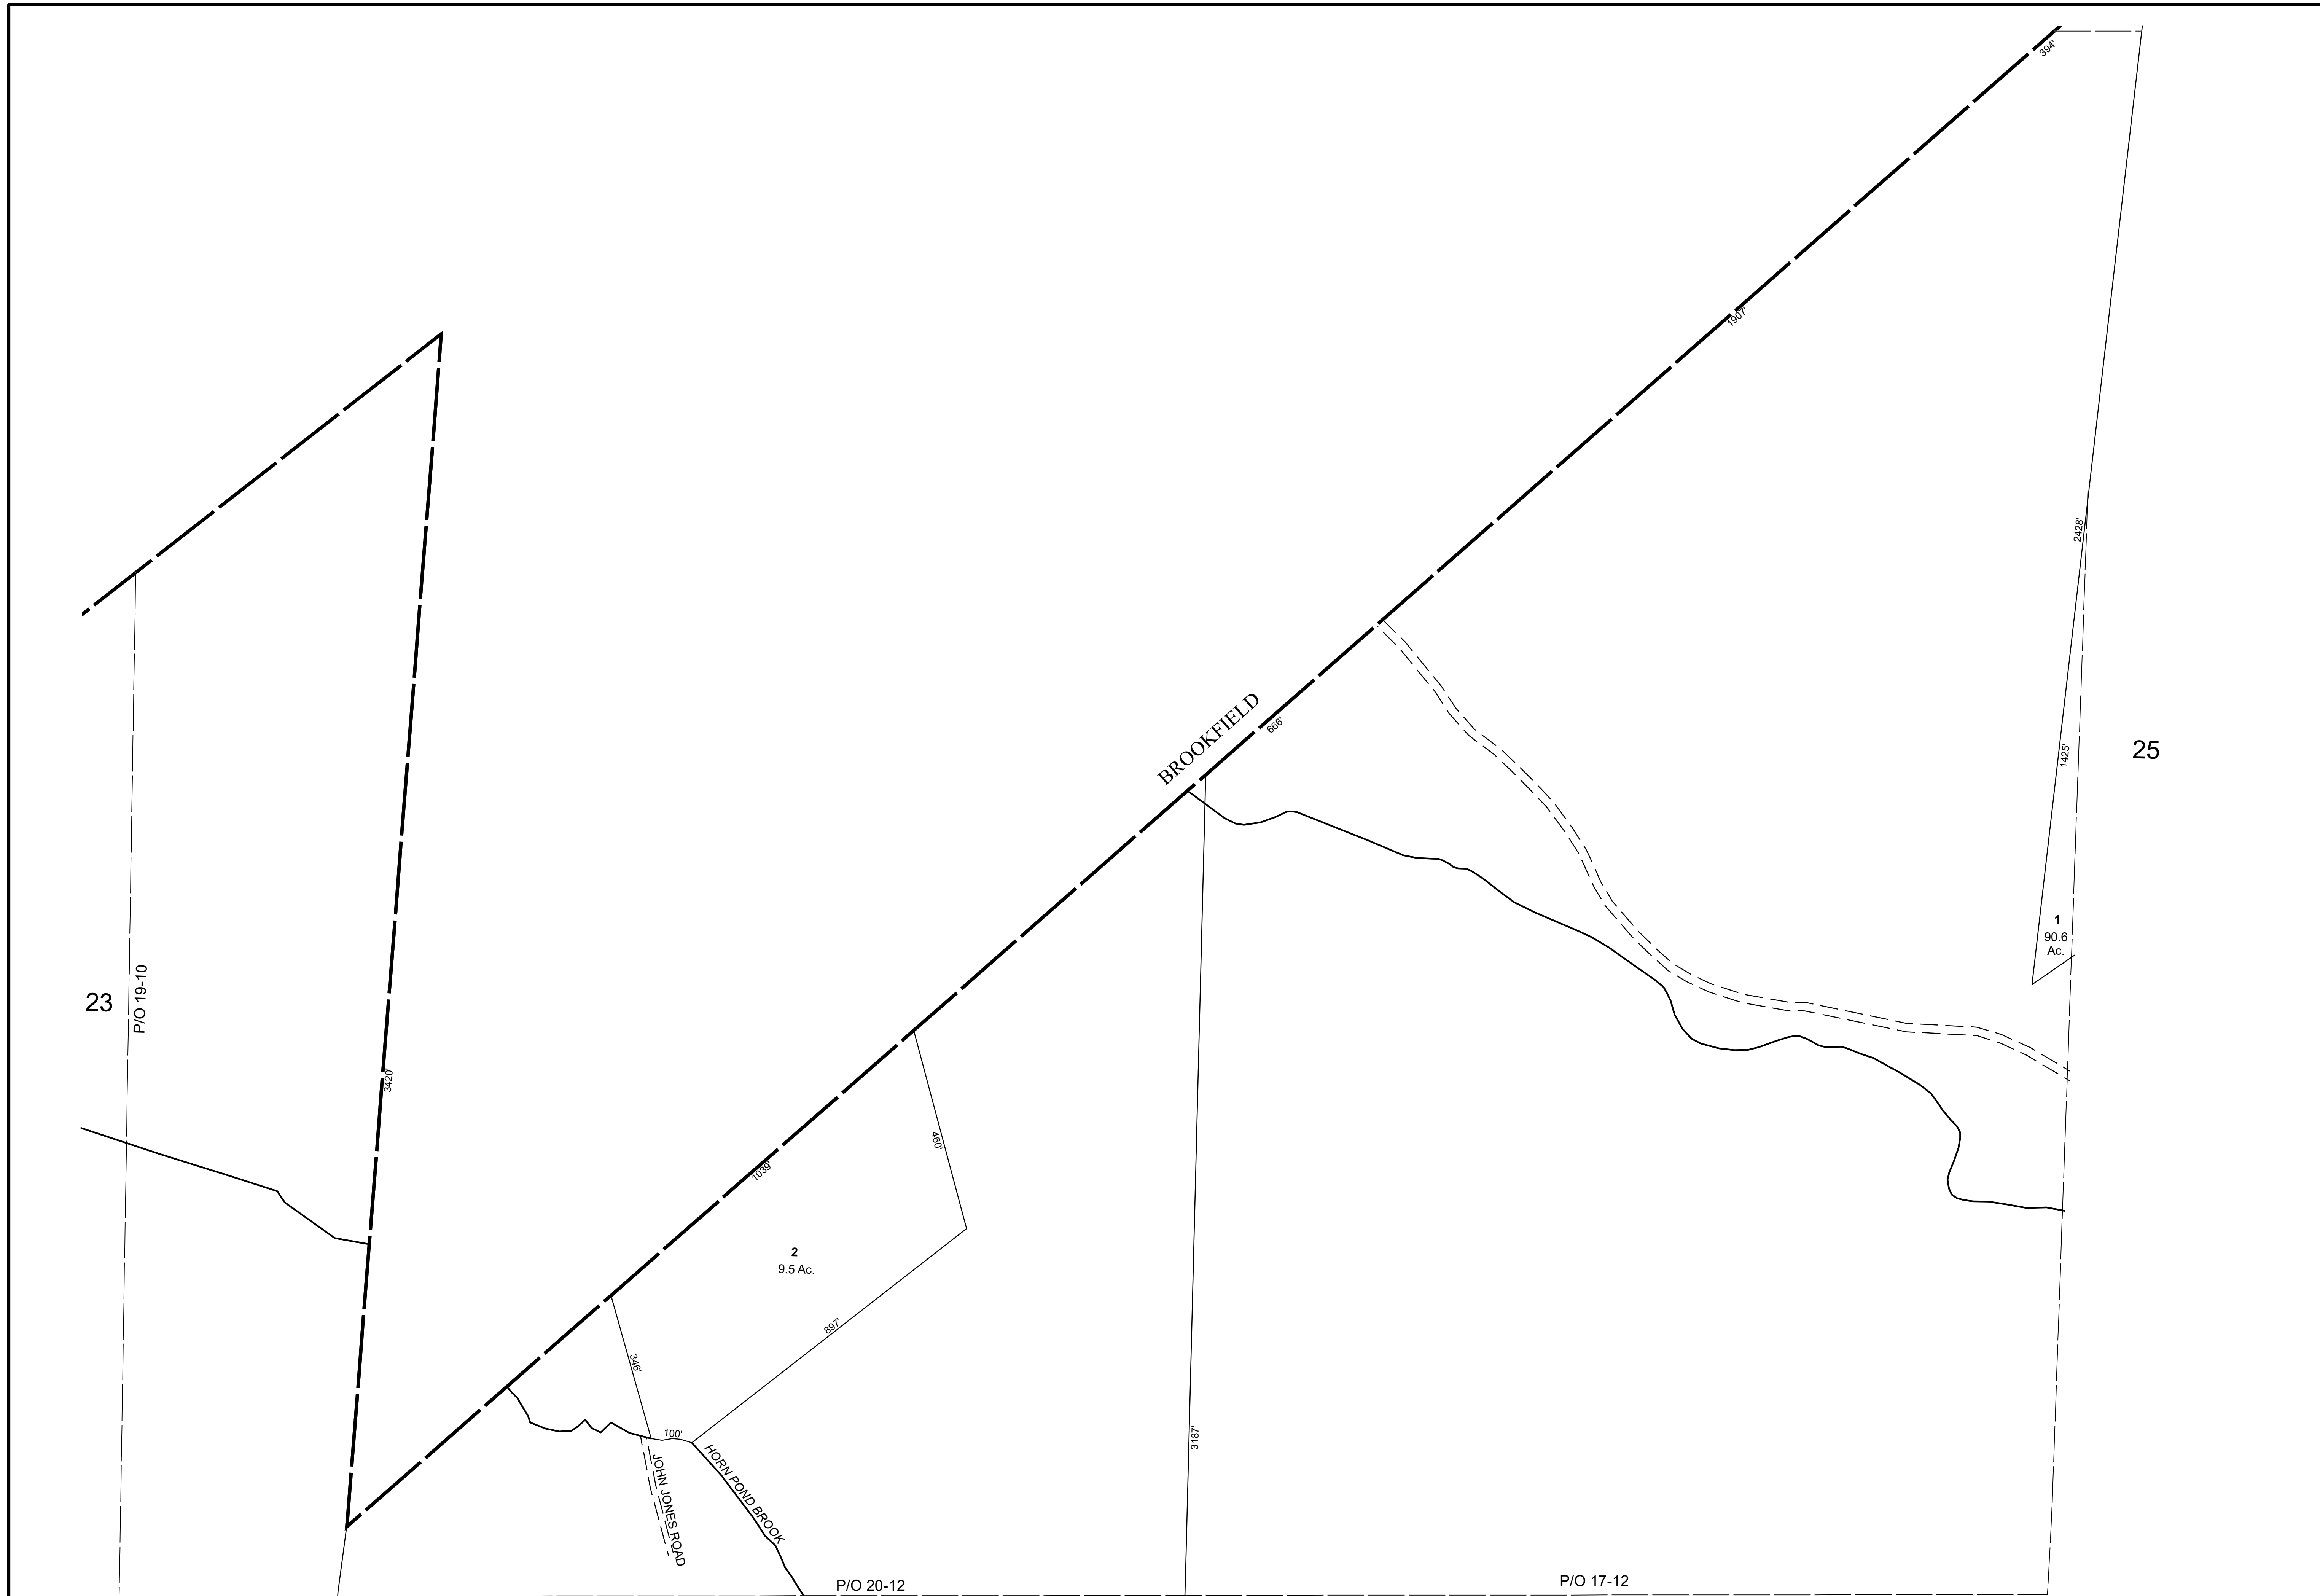 394'
1907'
2428'
666'
BROOKFIELD
1425'
25
1
90.6
Ac.
23
P/O 19-10
3420'
460'
1039'
2
9.5 Ac.
897'
346'
100'
3187'
JOHN JONES ROAD
HORN POND BROOK
P/O 20-12
P/O 17-12